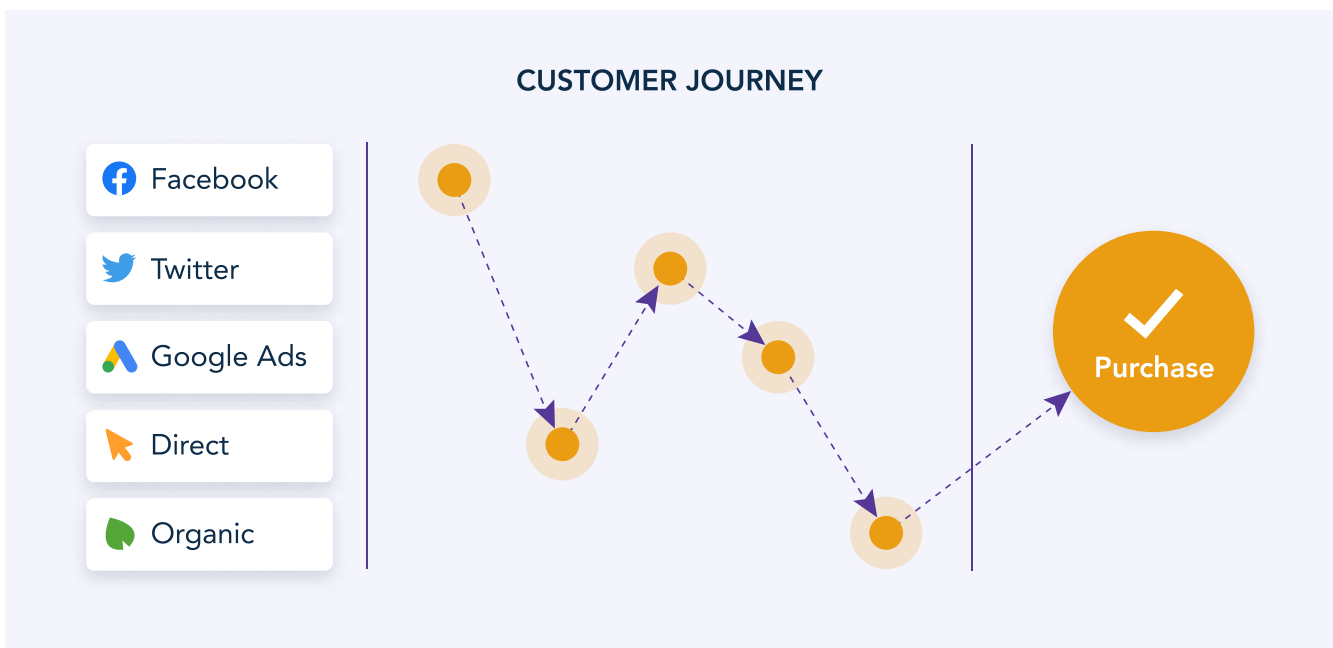 CUSTOMER JOURNEY
Facebook
Twitter
Google Ads
Direct
Organic
Purchase